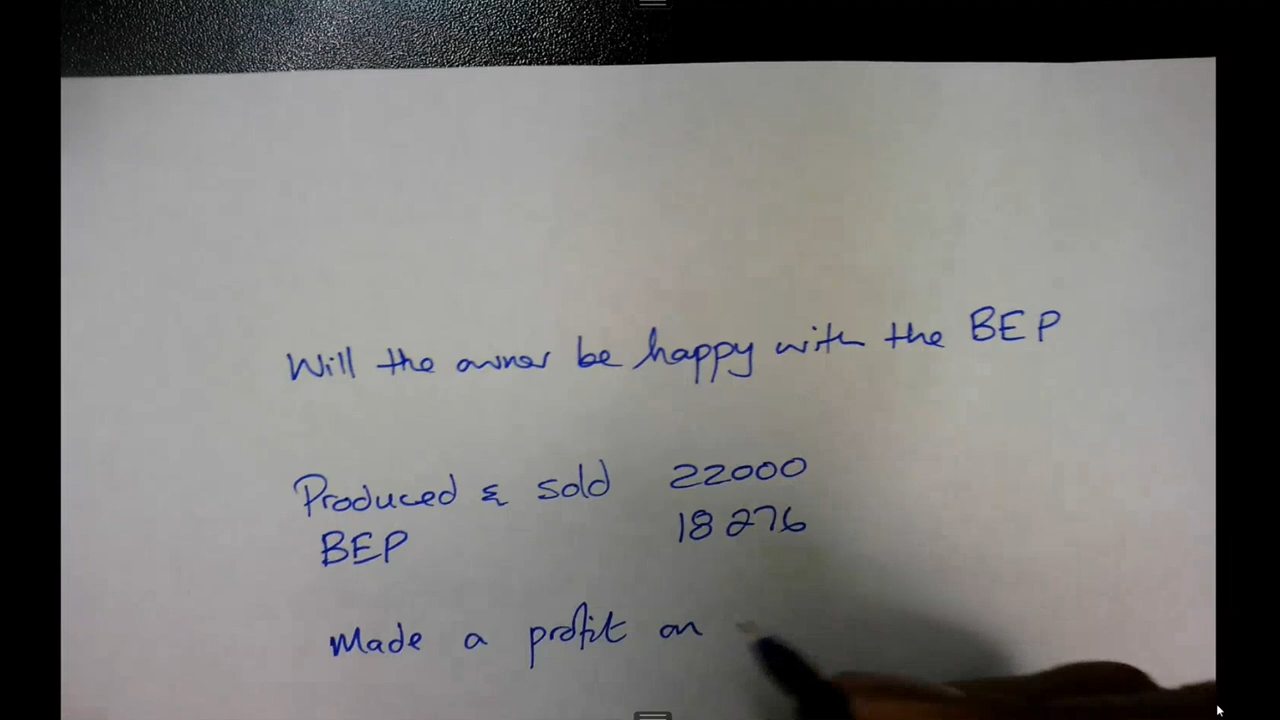 Will the owner be happy with the BEP
Produced & sold 22000
BEP 18276
Made a profit on